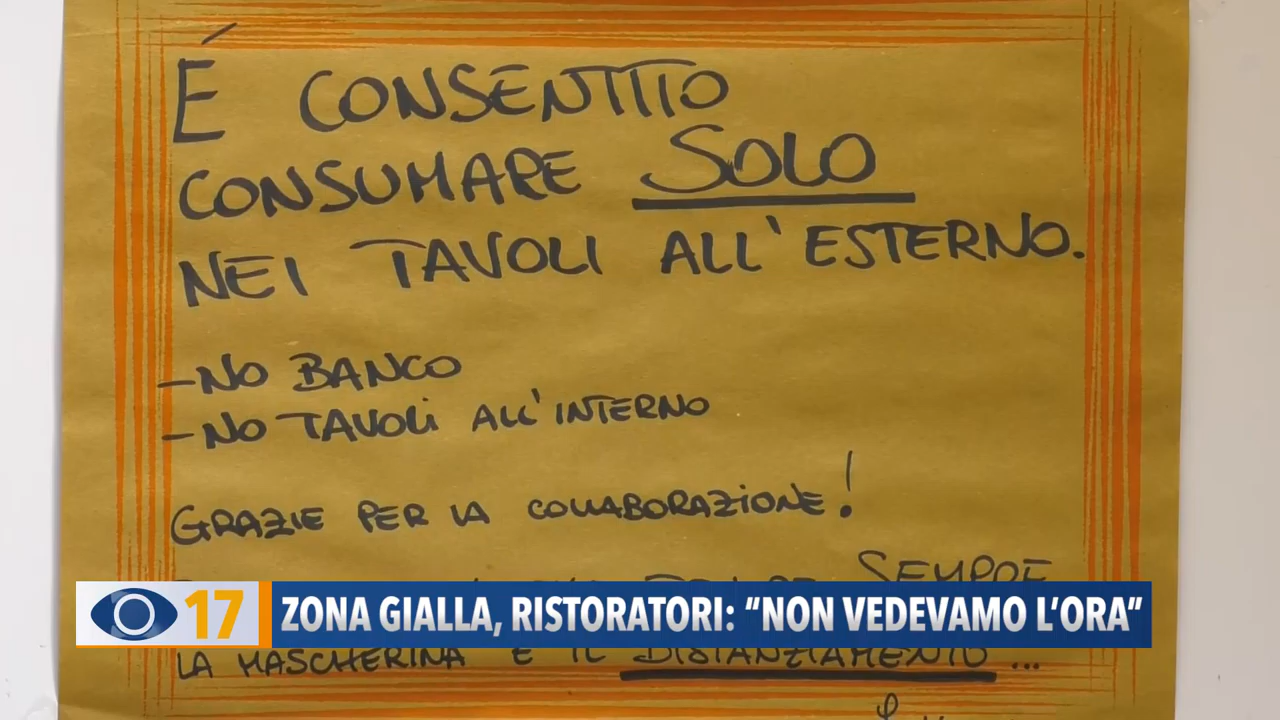 É CONSENTITO
CONSUMARE SOLO
NEI TAVOLI ALL'ESTERNO.
-NO BANCO
-NO TAVOLi ALL'INTERNO
GRAZIE PER LA COLLABORAZIONE!
SEMPRE
17 ZONA GIALLA, RISTORATORI: “NON VEDEVAMO L'ORA“
LA MASCHERINA E IL DISTANZIAMENTO...